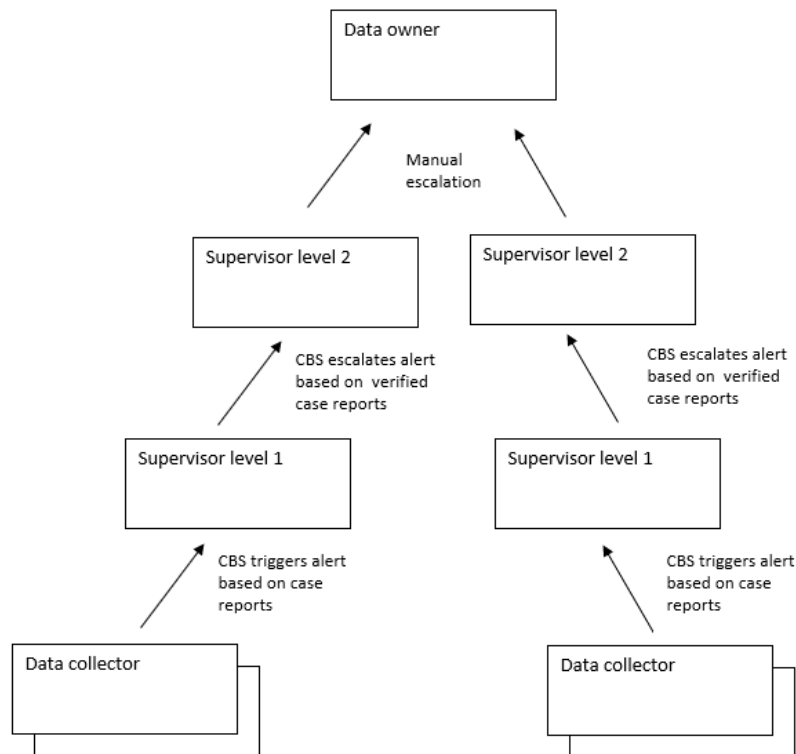 Data owner
Manual
escalation
Supervisor level 2
Supervisor level 2
CBS escalates alert
based on  verified
case reports
CBS escalates alert
based on  verified
case reports
Supervisor level 1
Supervisor level 1
CBS triggers alert
based on case
reports
CBS triggers alert
based on case
reports
Data collector
Data collector